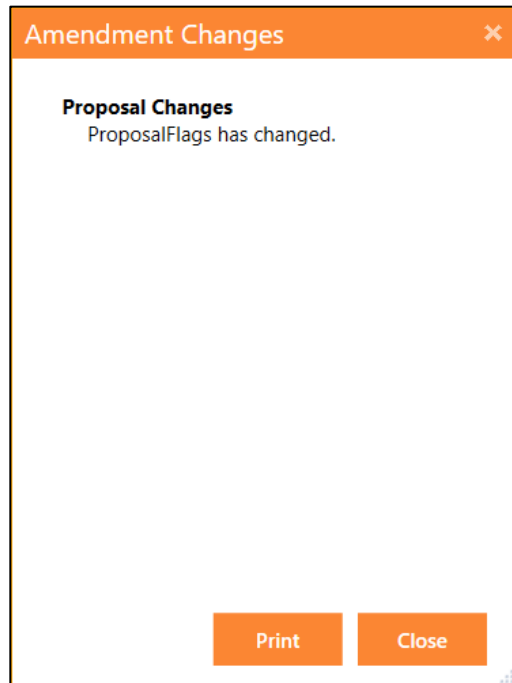 Amendment Changes
Proposal Changes
ProposalFlags has changed.
Print
Close